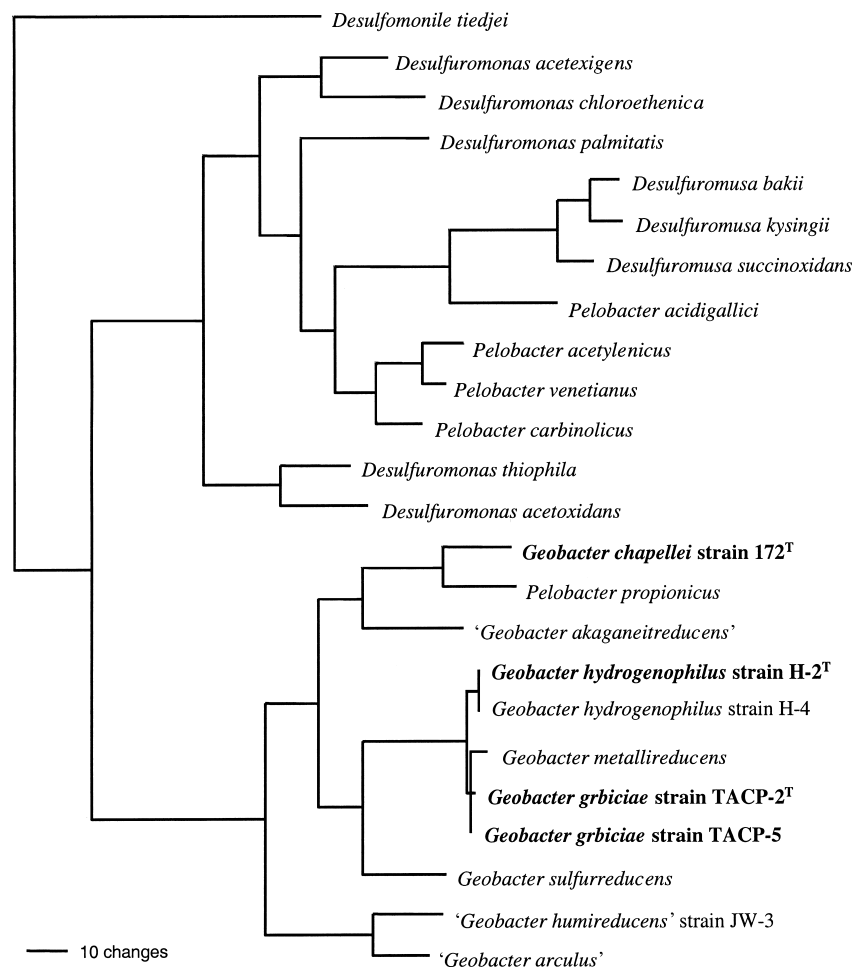 Desulfomonile tiedjei
Desulfuromonas acetexigens
Desulfuromonas chloroethenica
Desulfuromonas palmitatis
Desulfuromusa bakii
Desulfuromusa kysingii
Desulfuromusa succinoxidans
Pelobacter acidigallici
Pelobacter acetylenicus
Pelobacter venetianus
Pelobacter carbinolicus
Desulfuromonas thiophila
Desulfuromonas acetoxidans
Geobacter chapellei strain 172ᵀ
Pelobacter propionicus
‘Geobacter akaganeitreducens’
Geobacter hydrogenophilus strain H-2ᵀ
Geobacter hydrogenophilus strain H-4
Geobacter metallireducens
Geobacter grbiciae strain TACP-2ᵀ
Geobacter grbiciae strain TACP-5
Geobacter sulfurreducens
‘Geobacter humireducens’ strain JW-3
‘Geobacter arculus’
10 changes